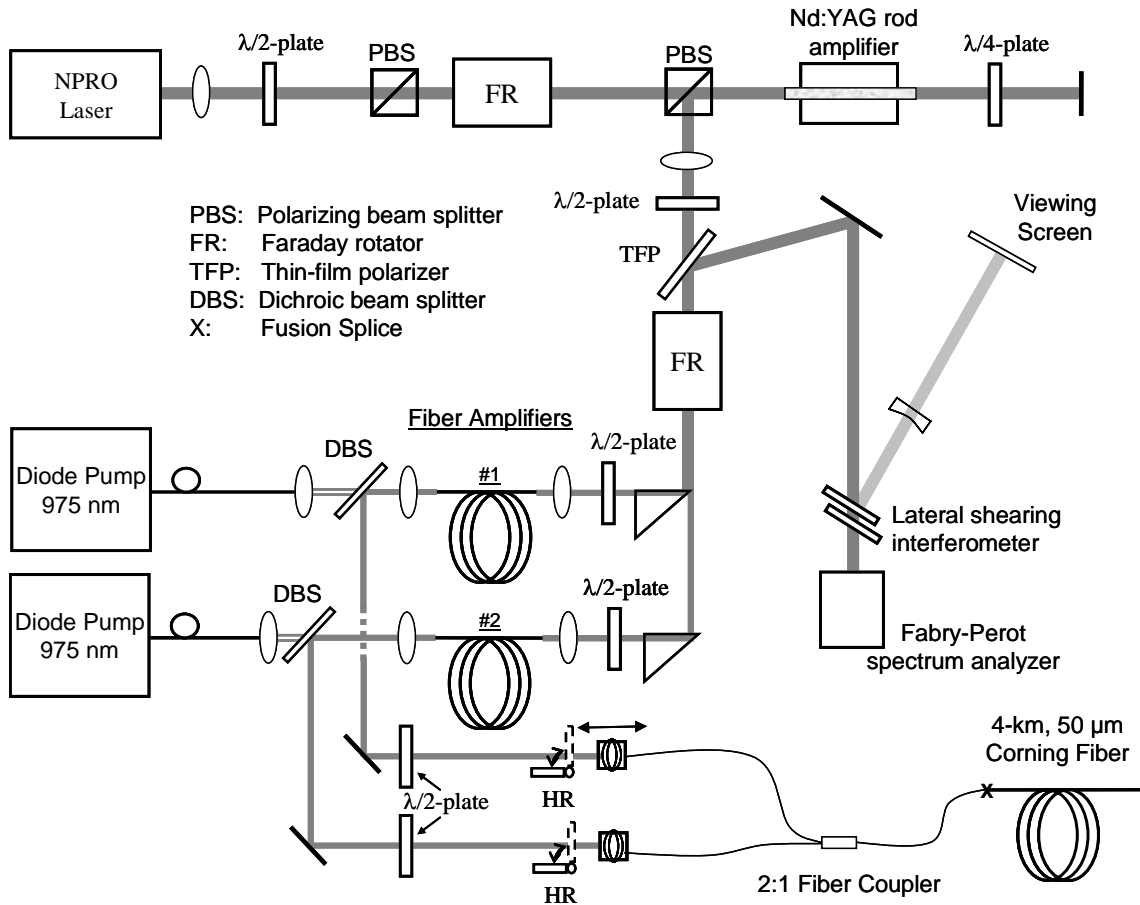 NPRO
Laser
λ/2-plate
PBS
FR
PBS
Nd:YAG rod
amplifier
λ/4-plate
λ/2-plate
TFP
Viewing
Screen
PBS: Polarizing beam splitter
FR: Faraday rotator
TFP: Thin-film polarizer
DBS: Dichroic beam splitter
X: Fusion Splice
FR
Fiber Amplifiers
Diode Pump
975 nm
DBS
#1
λ/2-plate
Lateral shearing
interferometer
Diode Pump
975 nm
DBS
#2
λ/2-plate
Fabry-Perot
spectrum analyzer
λ/2-plate
HR
HR
4-km, 50 µm
Corning Fiber
X
2:1 Fiber Coupler